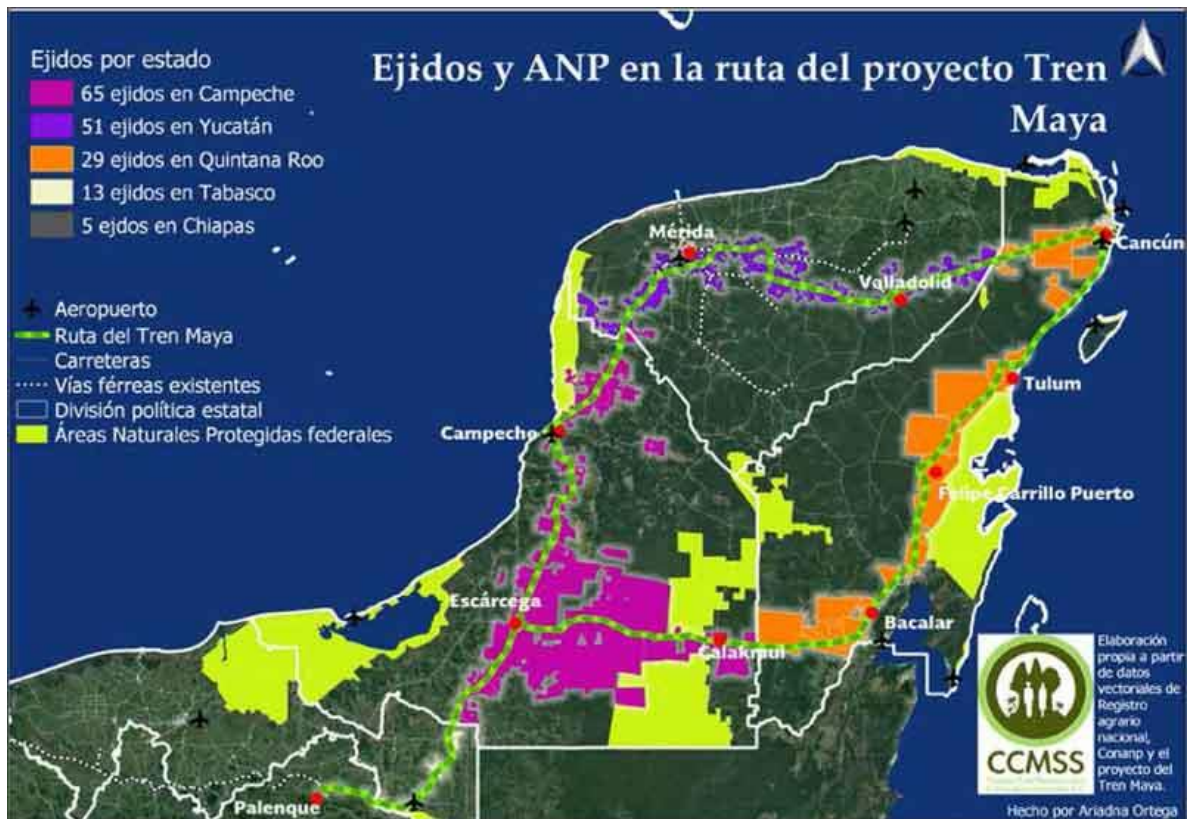 Ejidos y ANP en la ruta del proyecto Tren
Maya
Ejidos por estado
65 ejidos en Campeche
51 ejidos en Yucatán
29 ejidos en Quintana Roo
13 ejidos en Tabasco
5 ejdos en Chiapas
Aeropuerto
Ruta del Tren Maya
Carreteras
Vías férreas existentes
División política estatal
Áreas Naturales Protegidas federales
Mérida
Cancún
Valladolid
Tulum
Campeche
Felipe Carrillo Puerto
Escárcega
Bacalar
Calakmul
Palenque
CCMSS
Elaboración
propia a partir
de datos
vectoriales de
Registro
agrario
nacional,
Conanp y el
proyecto del
Tren Maya.
Hecho por Ariadna Ortega